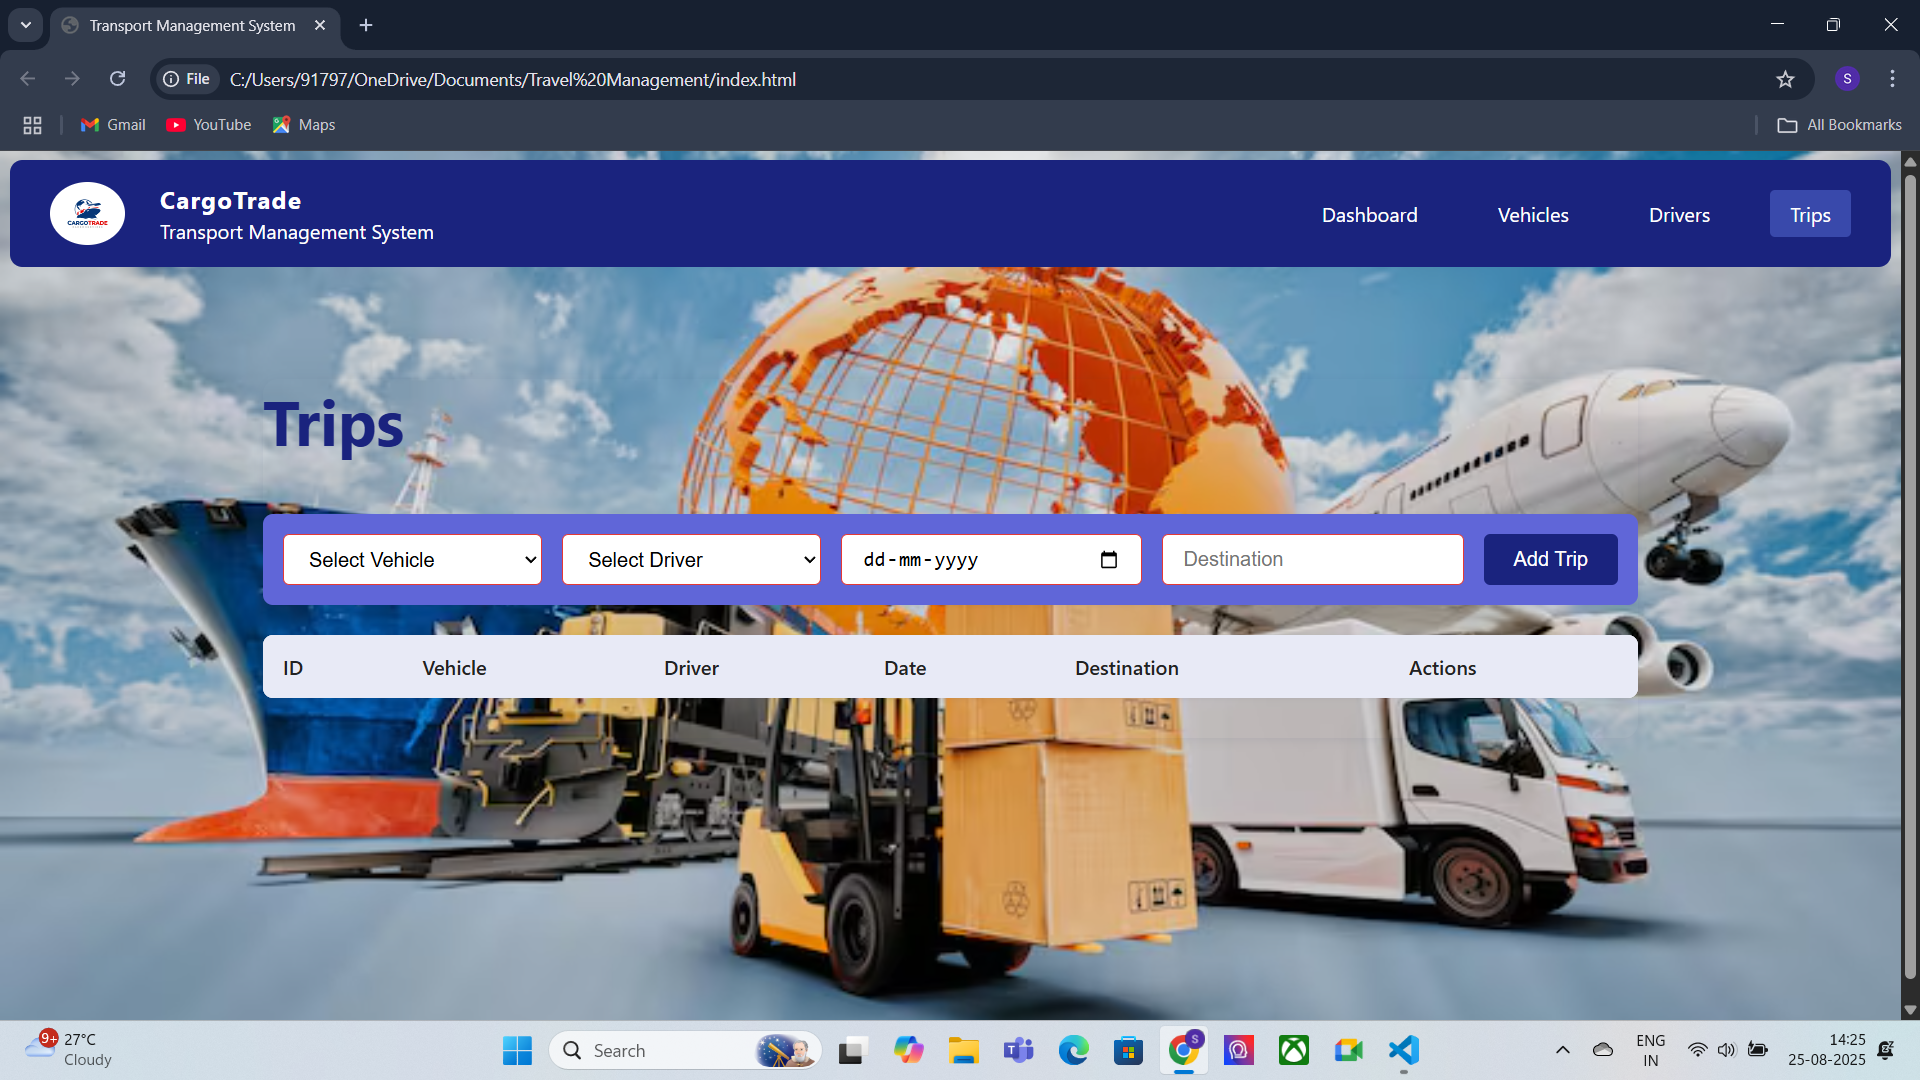 Transport Management System
File
C:/Users/91797/OneDrive/Documents/Travel%20Management/index.html
S
Gmail
YouTube
Maps
All Bookmarks
CARGOTRADE
CargoTrade
Transport Management System
Dashboard
Vehicles
Drivers
Trips
Trips
Select Vehicle
Select Driver
dd-mm-yyyy
Destination
Add Trip
ID
Vehicle
Driver
Date
Destination
Actions
9+
27°C
Cloudy
Search
S
ENG
IN
14:25
25-08-2025